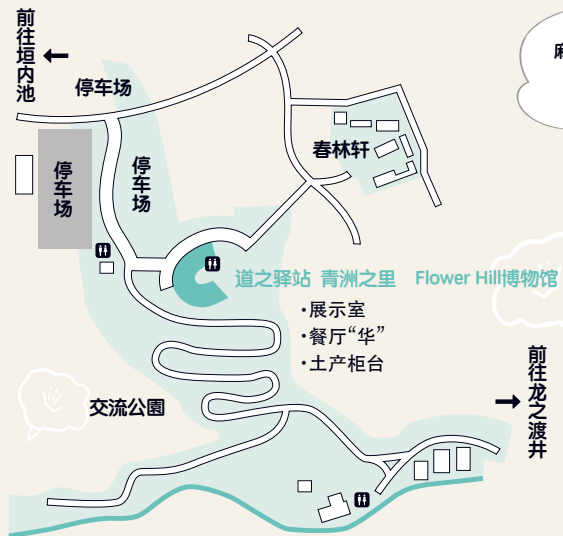 前往垣内池
停车场
停车场
停车场
春林轩
道之驿站 青洲之里 Flower Hill博物馆
・展示室
・餐厅“华”
・土产柜台
交流公園
前往龙之渡井